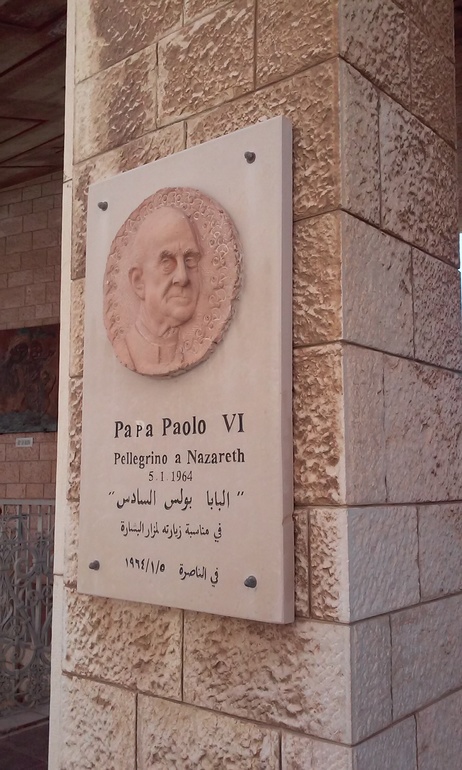 Papa Paolo VI
Pellegrino a Nazareth
5.1.1964
"البابا بولس السادس"
في مناسبة زيارته لمزار البشارة
في الناصرة ١٩٦٤/١/٥